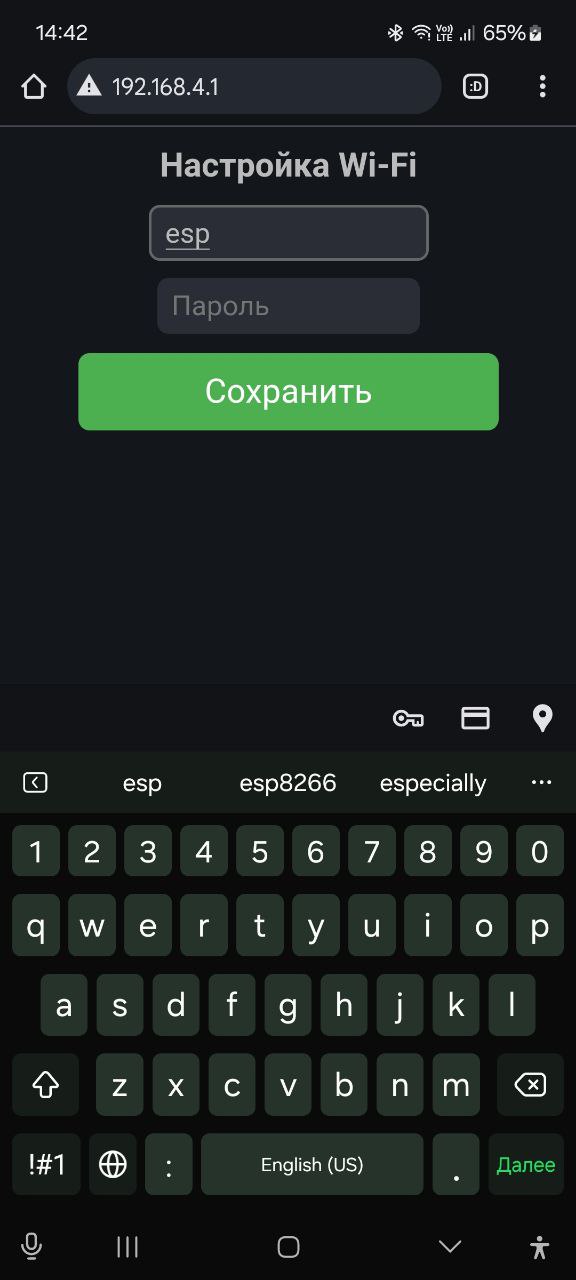 14:42 Vo)) LTE 65%
192.168.4.1 :D
Настройка Wi-Fi
esp
Пароль
Сохранить
esp esp8266 especially
1 2 3 4 5 6 7 8 9 0
q w e r t y u i o p
a s d f g h j k l
z x c v b n m
!#1 : English (US) . Далее